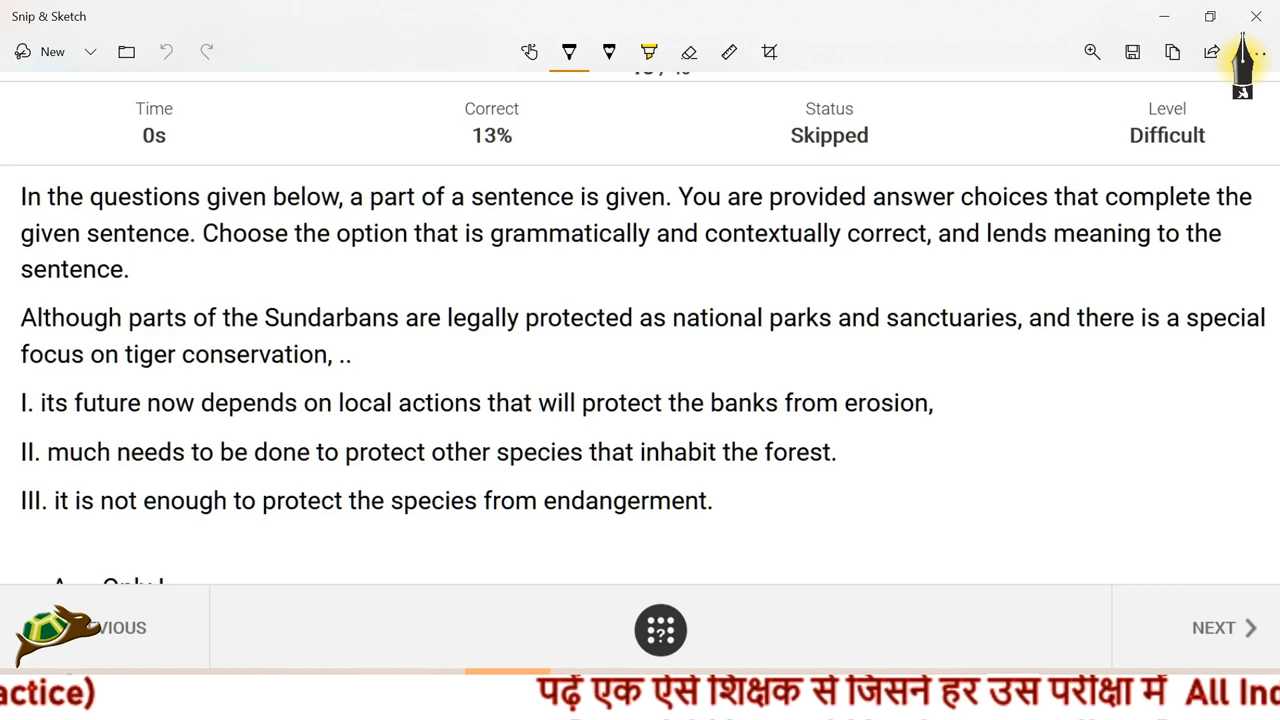 Snip & Sketch
New
Time
Correct
Status
Level
0s
13%
Skipped
Difficult
In the questions given below, a part of a sentence is given. You are provided answer choices that complete the
given sentence. Choose the option that is grammatically and contextually correct, and lends meaning to the
sentence.
Although parts of the Sundarbans are legally protected as national parks and sanctuaries, and there is a special
focus on tiger conservation, ..
I. its future now depends on local actions that will protect the banks from erosion,
II. much needs to be done to protect other species that inhabit the forest.
III. it is not enough to protect the species from endangerment.
A. Only I
VIOUS
NEXT
actice)
पढ़ें एक ऐसे शिक्षक से जिसने हर उस परीक्षा में All Ind